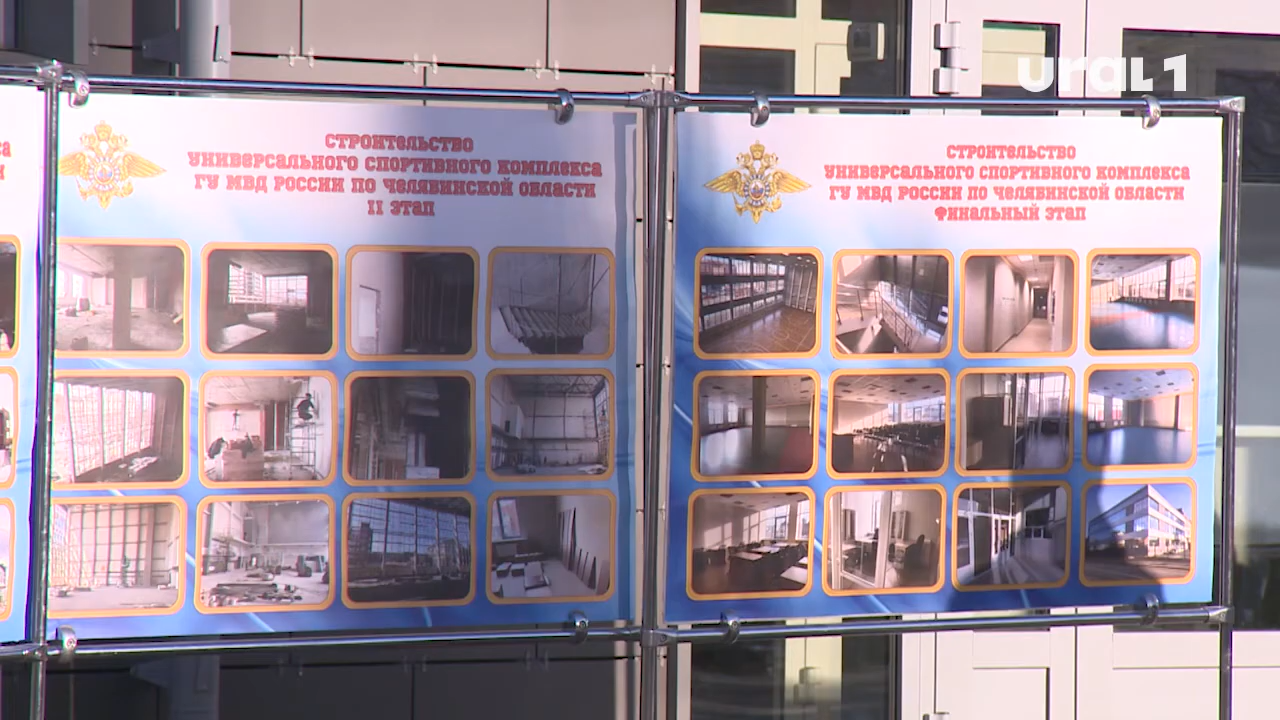 ural 1
СТРОИТЕЛЬСТВО
УНИВЕРСАЛЬНОГО СПОРТИВНОГО КОМПЛЕКСА
ГУ МВД РОССИИ ПО ЧЕЛЯБИНСКОЙ ОБЛАСТИ
II ЭТАП
СТРОИТЕЛЬСТВО
УНИВЕРСАЛЬНОГО СПОРТИВНОГО КОМПЛЕКСА
ГУ МВД РОССИИ ПО ЧЕЛЯБИНСКОЙ ОБЛАСТИ
ФИНАЛЬНЫЙ ЭТАП